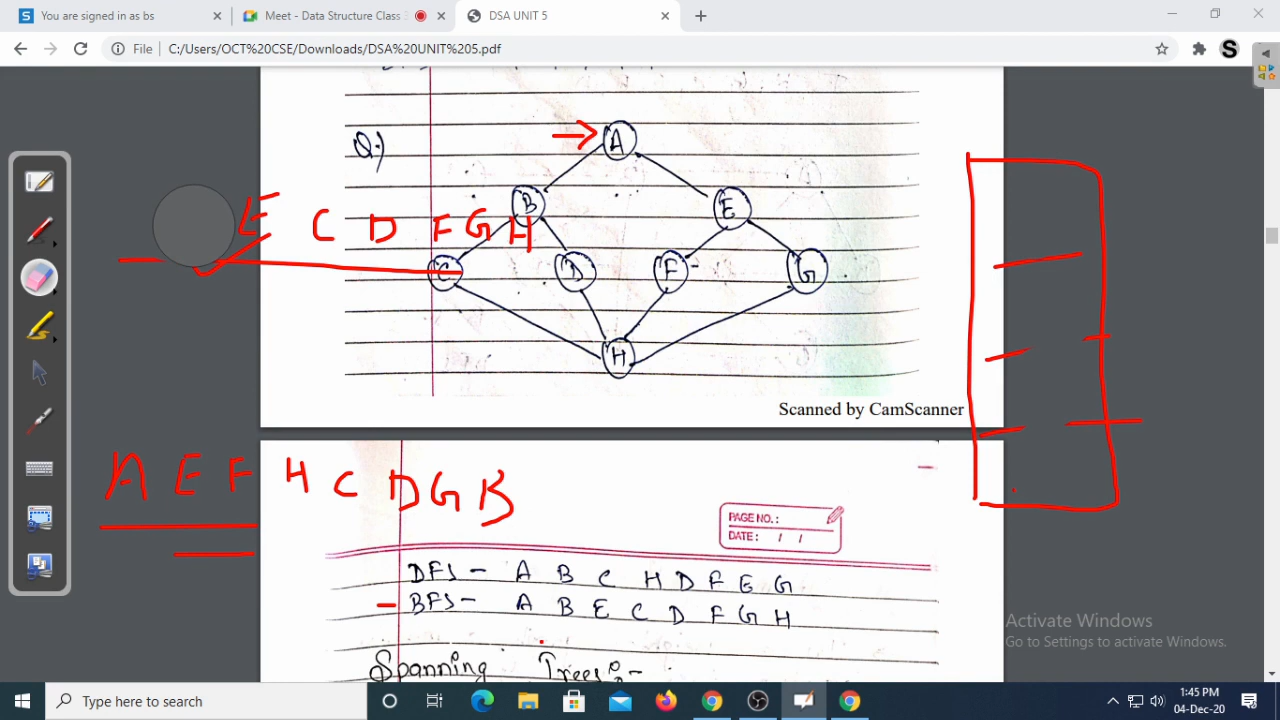 You are signed in as bs
Meet - Data Structure Class
DSA UNIT 5
File
C:/Users/OCT%20CSE/Downloads/DSA%20UNIT%205.pdf
Q:)
A
B
E
E C D F G H
C
D
F
G
H
Scanned by CamScanner
A E F H C D G B
PAGE NO.:
DATE: / /
DFS - A B C H D F E G
BFS - A B E C D F G H
Spanning Trees:-
Activate Windows
Go to Settings to activate Windows.
Type here to search
1:45 PM
04-Dec-20